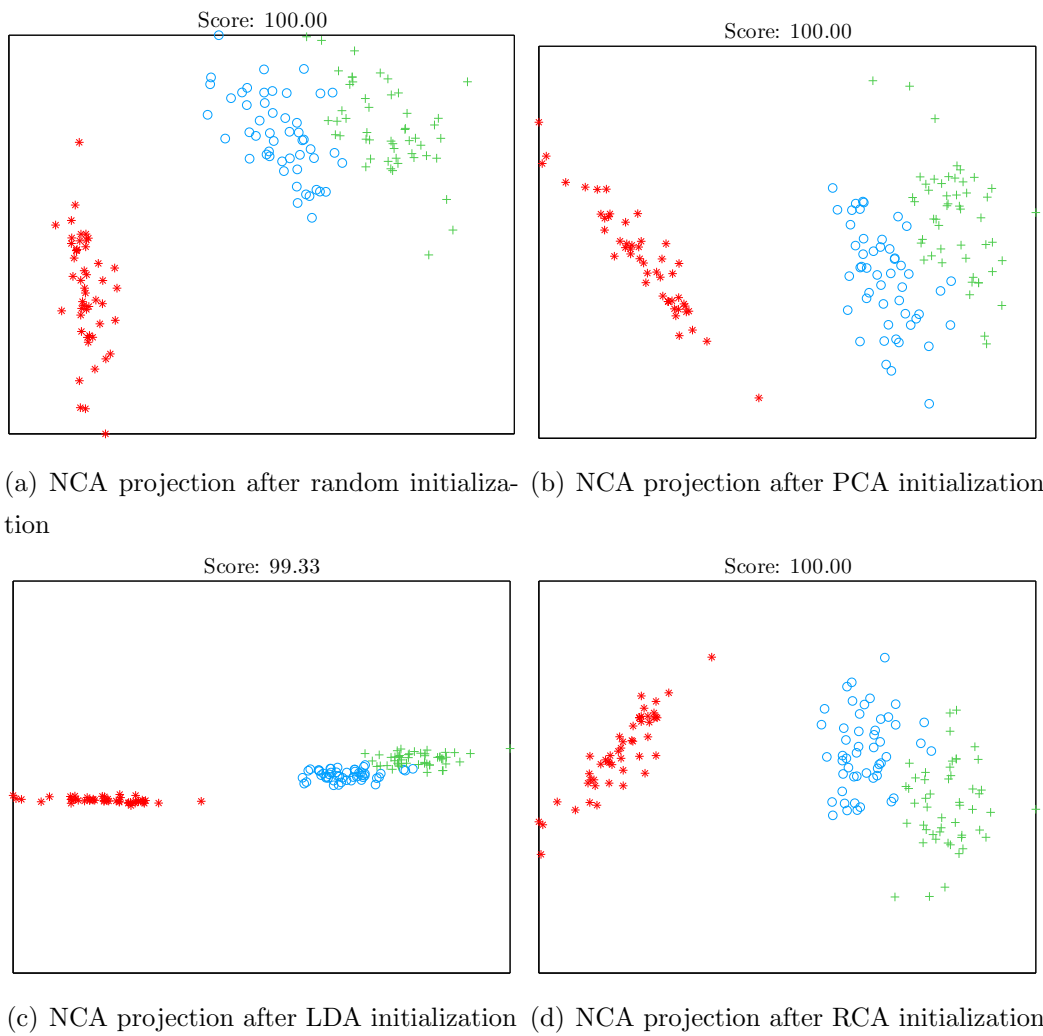 Score: 100.00
Score: 100.00
(a) NCA projection after random initializa-
tion
(b) NCA projection after PCA initialization
Score: 99.33
Score: 100.00
(c) NCA projection after LDA initialization
(d) NCA projection after RCA initialization